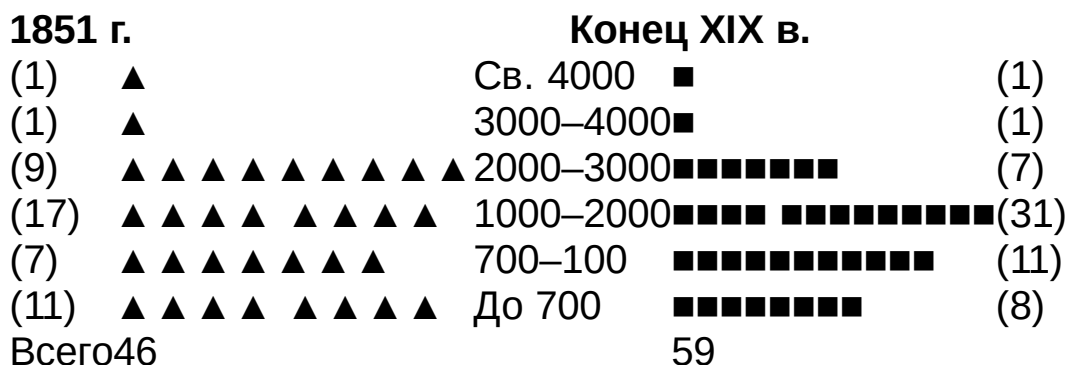 1851 г. Конец XIX в.
(1) ▲ Св. 4000 ■ (1)
(1) ▲ 3000–4000■ (1)
(9) ▲ ▲ ▲ ▲ ▲ ▲ ▲ ▲ ▲ 2000–3000■■■■■■■ (7)
(17) ▲ ▲ ▲ ▲ ▲ ▲ ▲ ▲ 1000–2000■■■■ ■■■■■■■■■(31)
(7) ▲ ▲ ▲ ▲ ▲ ▲ ▲ 700–100 ■■■■■■■■■■■ (11)
(11) ▲ ▲ ▲ ▲ ▲ ▲ ▲ ▲ До 700 ■■■■■■■■ (8)
Всего46 59